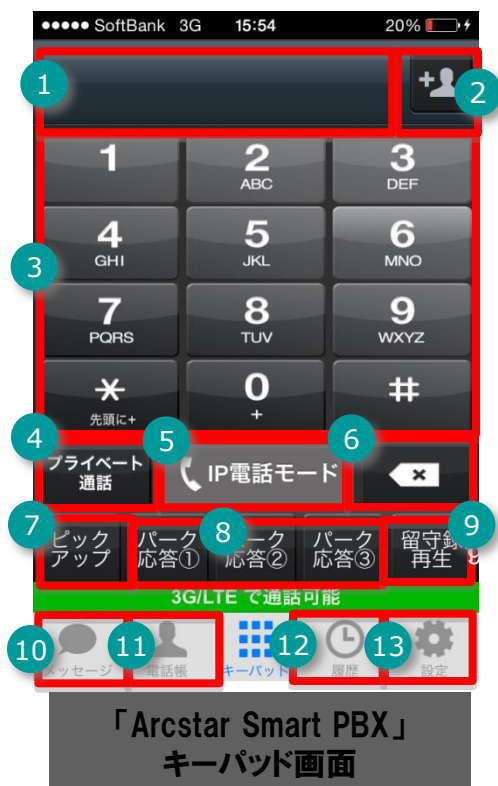 SoftBank 3G 15:54 20%
1
2
1 2 3
ABC DEF
3
4 5 6
GHI JKL MNO
7 8 9
PQRS TUV WXYZ
* 0 #
先頭に+ +
4 5 6
プライベート
通話
IP電話モード
×
7 8 9
ピック
アップ
パーク
応答①
ーク
応答②
パーク
応答③
留守録
再生
3G/LTE で通話可能
10 11 12 13
メッセージ 電話帳 キーパッド 履歴 設定
「Arcstar Smart PBX」
キーパッド画面